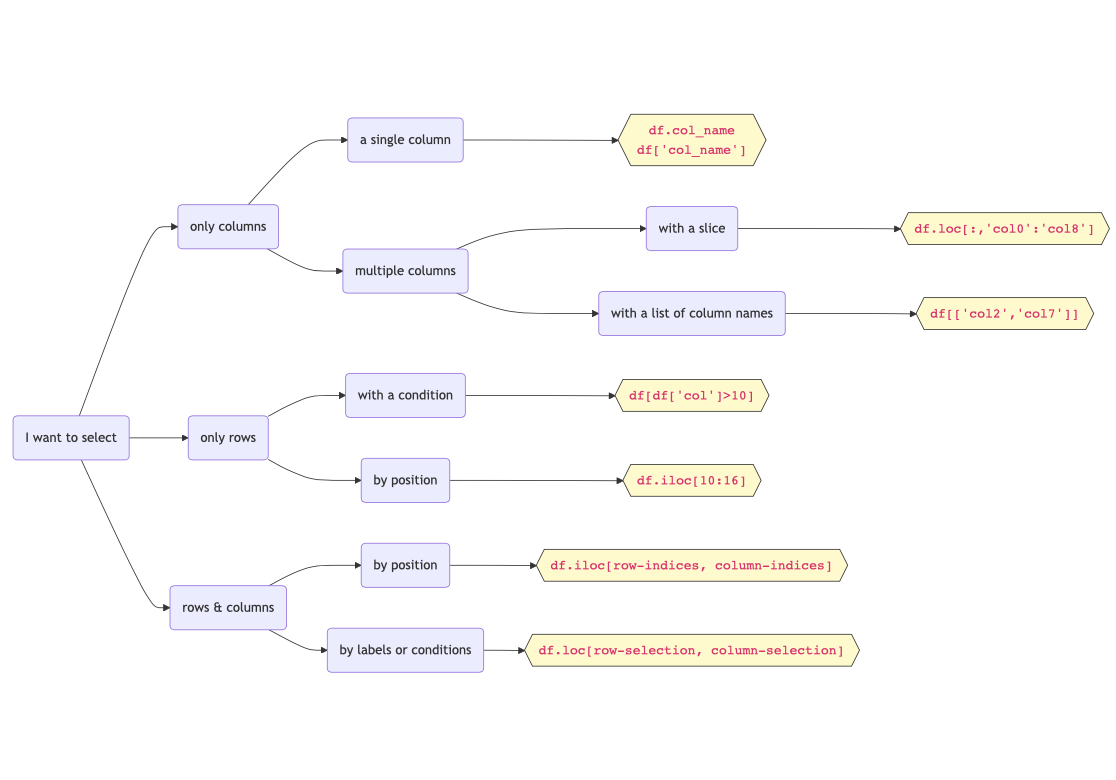 I want to select
only columns
a single column
df.col_name
df['col_name']
multiple columns
with a slice
df.loc[:,'col0':'col8']
with a list of column names
df[['col2','col7']]
only rows
with a condition
df[df['col']>10]
by position
df.iloc[10:16]
rows & columns
by position
df.iloc[row-indices, column-indices]
by labels or conditions
df.loc[row-selection, column-selection]